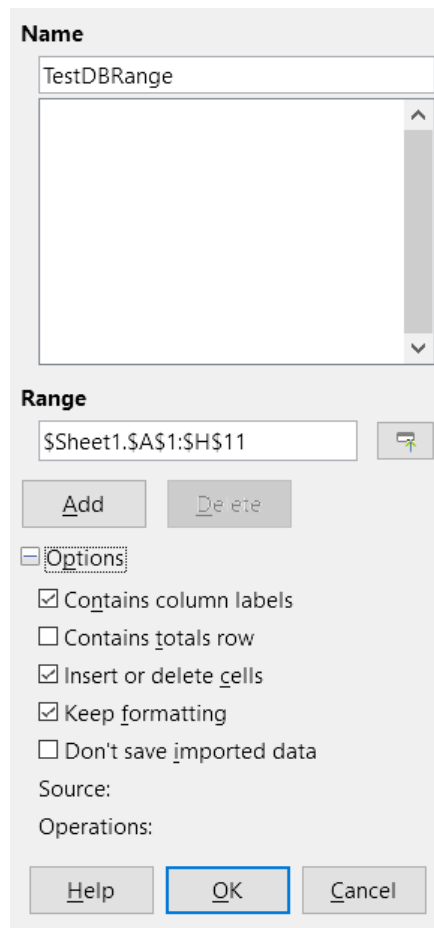 Name
TestDBRange
Range
$Sheet1.$A$1:$H$11
Add Delete
Options
Contains column labels
Contains totals row
Insert or delete cells
Keep formatting
Don't save imported data
Source:
Operations:
Help OK Cancel